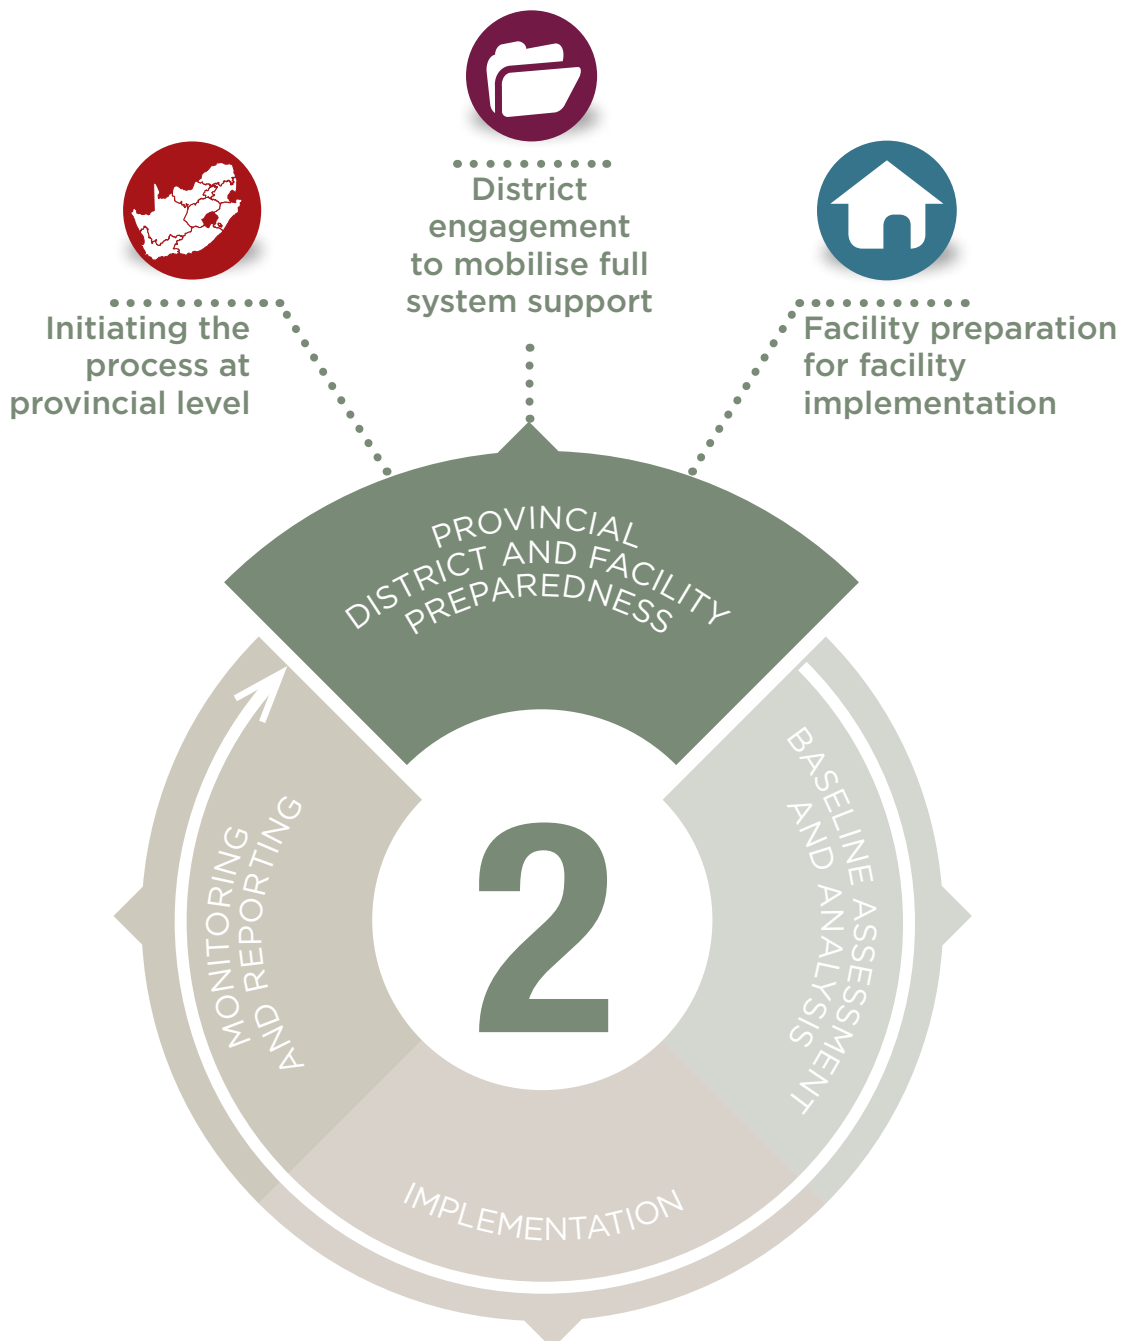 District
engagement
to mobilise full
system support
Initiating the
process at
provincial level
Facility preparation
for facility
implementation
PROVINCIAL
DISTRICT AND FACILITY
PREPAREDNESS
BASELINE ASSESSMENT
AND ANALYSIS
IMPLEMENTATION
MONITORING
AND REPORTING
2